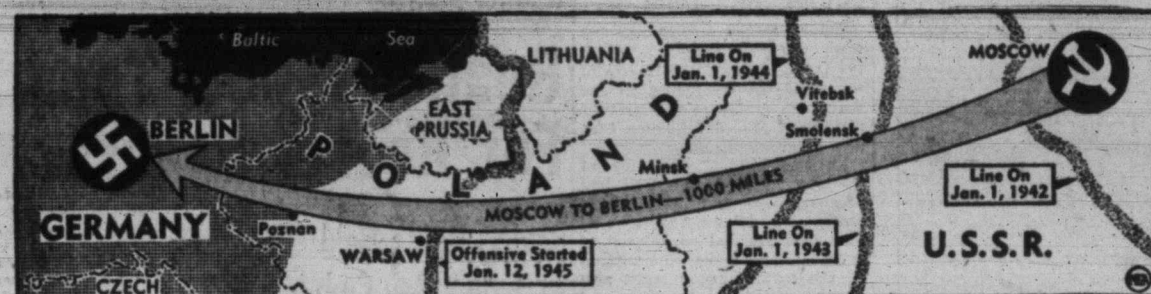 Baltic Sea
LITHUANIA
Line On
Jan. 1, 1944
MOSCOW
Vitebsk
BERLIN
EAST
PRUSSIA
Smolensk
POLAND
Minsk
Line On
Jan. 1, 1942
MOSCOW TO BERLIN—1000 MILES
GERMANY
Poznan
WARSAW
Offensive Started
Jan. 12, 1945
Line On
Jan. 1, 1943
U.S.S.R.
CZECH